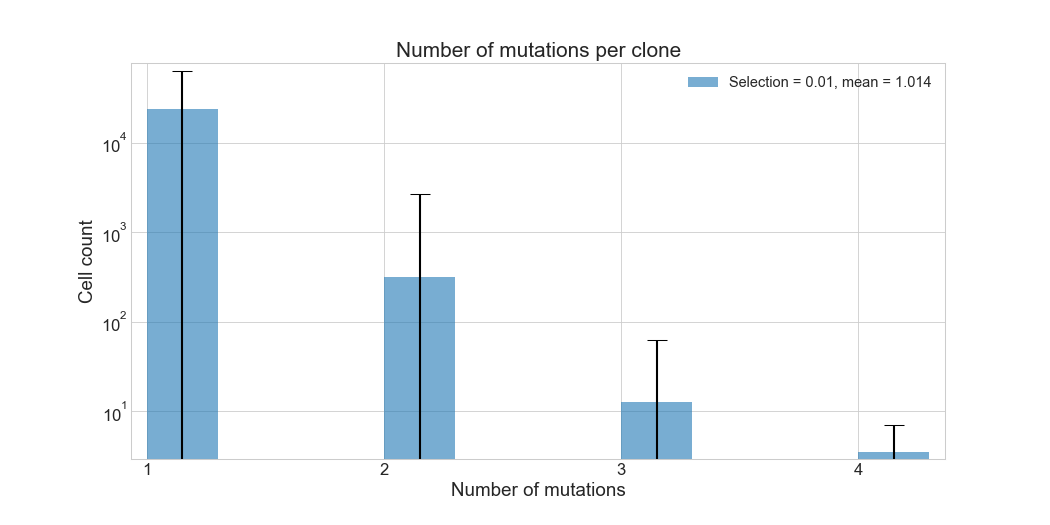 Number of mutations per clone
Selection = 0.01, mean = 1.014
Cell count
10^4
10^3
10^2
10^1
1 2 3 4
Number of mutations